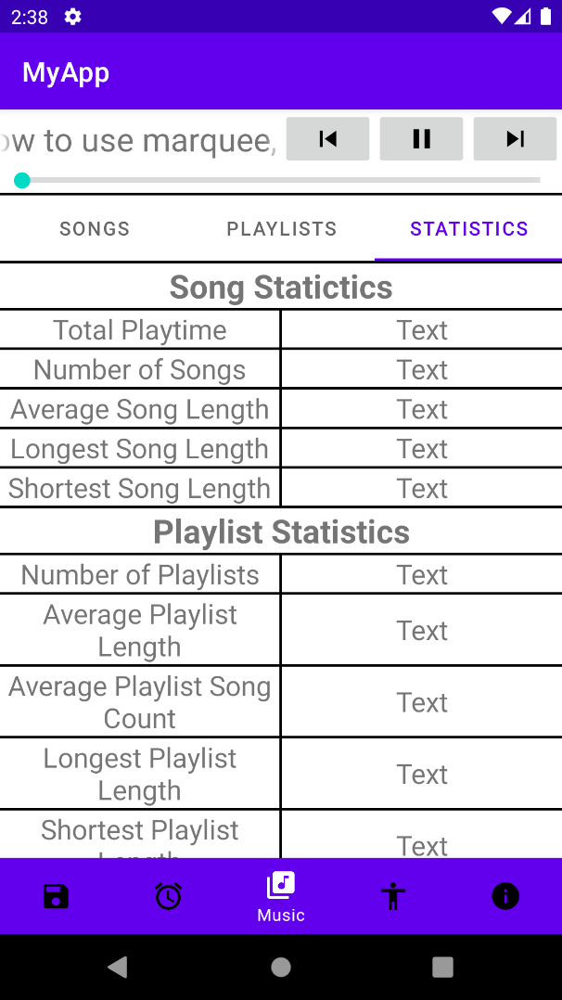 2:38
MyApp
ow to use marquee,
SONGS PLAYLISTS STATISTICS
Song Statictics
Total Playtime Text
Number of Songs Text
Average Song Length Text
Longest Song Length Text
Shortest Song Length Text
Playlist Statistics
Number of Playlists Text
Average Playlist
Length
Text
Average Playlist Song
Count
Text
Longest Playlist
Length
Text
Shortest Playlist
Length
Text
Music